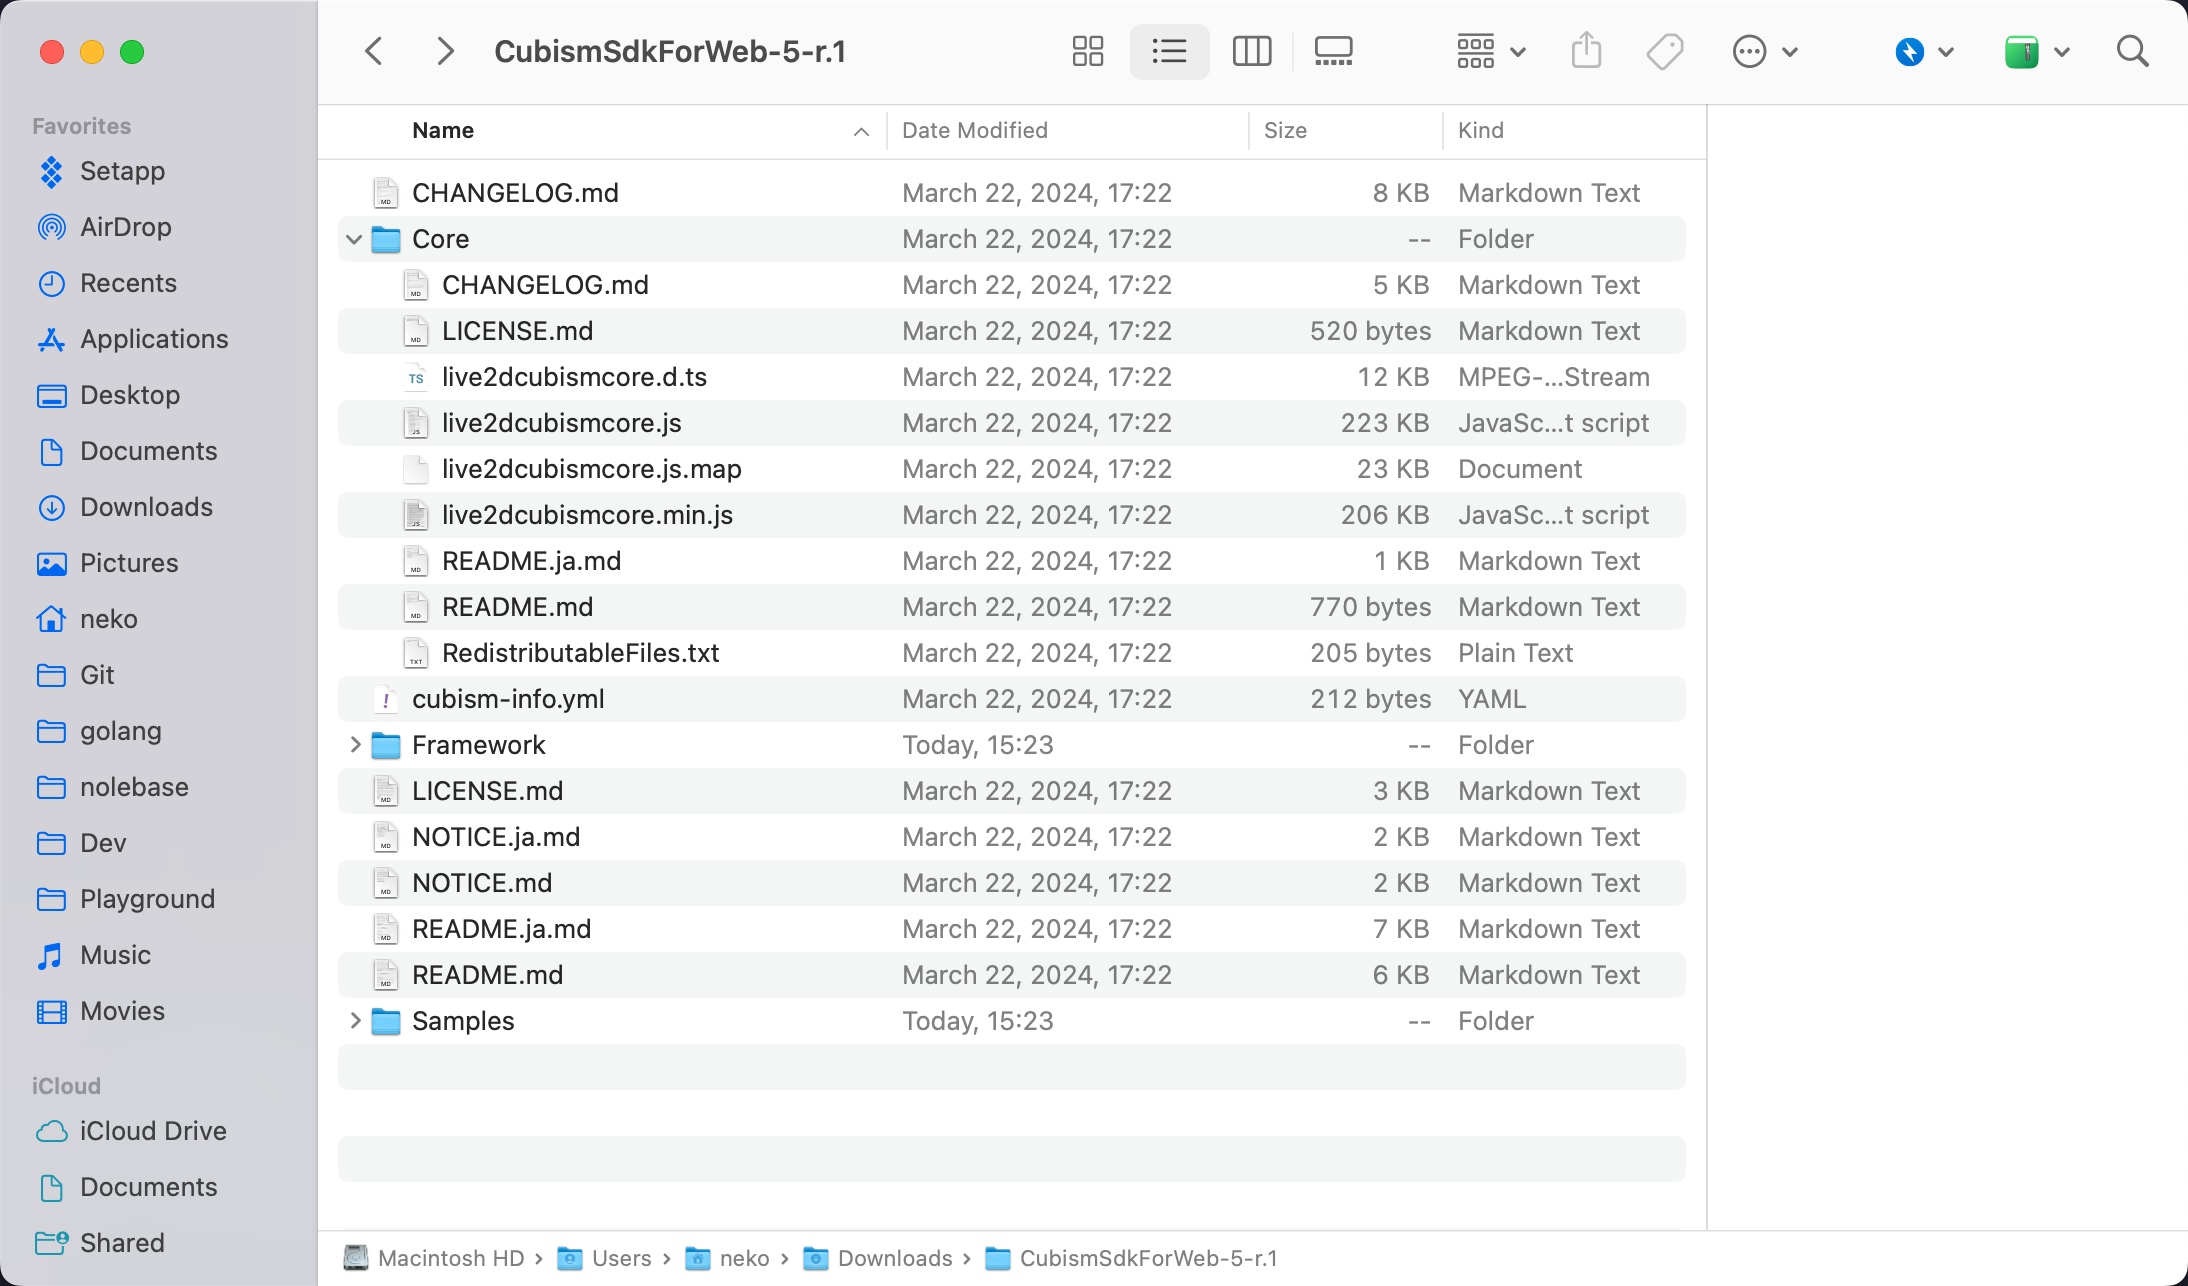 CubismSdkForWeb-5-r.1
Favorites
Setapp
AirDrop
Recents
Applications
Desktop
Documents
Downloads
Pictures
neko
Git
golang
nolebase
Dev
Playground
Music
Movies
iCloud
iCloud Drive
Documents
Shared
Name Date Modified Size Kind
CHANGELOG.md March 22, 2024, 17:22 8 KB Markdown Text
Core March 22, 2024, 17:22 -- Folder
CHANGELOG.md March 22, 2024, 17:22 5 KB Markdown Text
LICENSE.md March 22, 2024, 17:22 520 bytes Markdown Text
TS live2dcubismcore.d.ts March 22, 2024, 17:22 12 KB MPEG-...Stream
live2dcubismcore.js March 22, 2024, 17:22 223 KB JavaSc...t script
live2dcubismcore.js.map March 22, 2024, 17:22 23 KB Document
live2dcubismcore.min.js March 22, 2024, 17:22 206 KB JavaSc...t script
README.ja.md March 22, 2024, 17:22 1 KB Markdown Text
README.md March 22, 2024, 17:22 770 bytes Markdown Text
RedistributableFiles.txt March 22, 2024, 17:22 205 bytes Plain Text
! cubism-info.yml March 22, 2024, 17:22 212 bytes YAML
Framework Today, 15:23 -- Folder
LICENSE.md March 22, 2024, 17:22 3 KB Markdown Text
NOTICE.ja.md March 22, 2024, 17:22 2 KB Markdown Text
NOTICE.md March 22, 2024, 17:22 2 KB Markdown Text
README.ja.md March 22, 2024, 17:22 7 KB Markdown Text
README.md March 22, 2024, 17:22 6 KB Markdown Text
Samples Today, 15:23 -- Folder
Macintosh HD › Users › neko › Downloads › CubismSdkForWeb-5-r.1